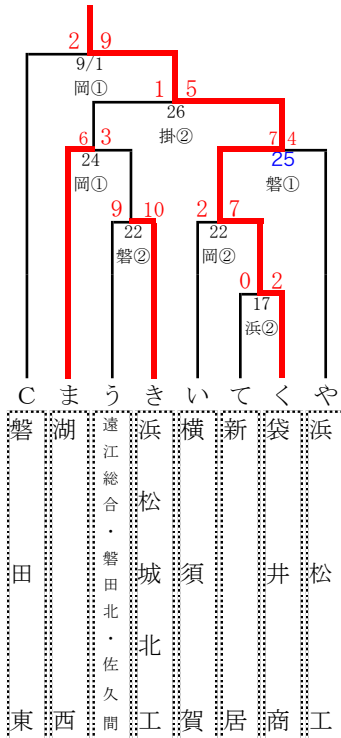 2 9
9/1
岡①
1 5
26
掛②
6 3
24
岡①
7 4
25
磐①
9 10
22
磐②
2 7
22
岡②
0 2
17
浜②
C ま う き い て く や
磐田東
湖西
遠江総合・磐田北・佐久間
浜松城北工
横須賀
新居
袋井商
浜松工